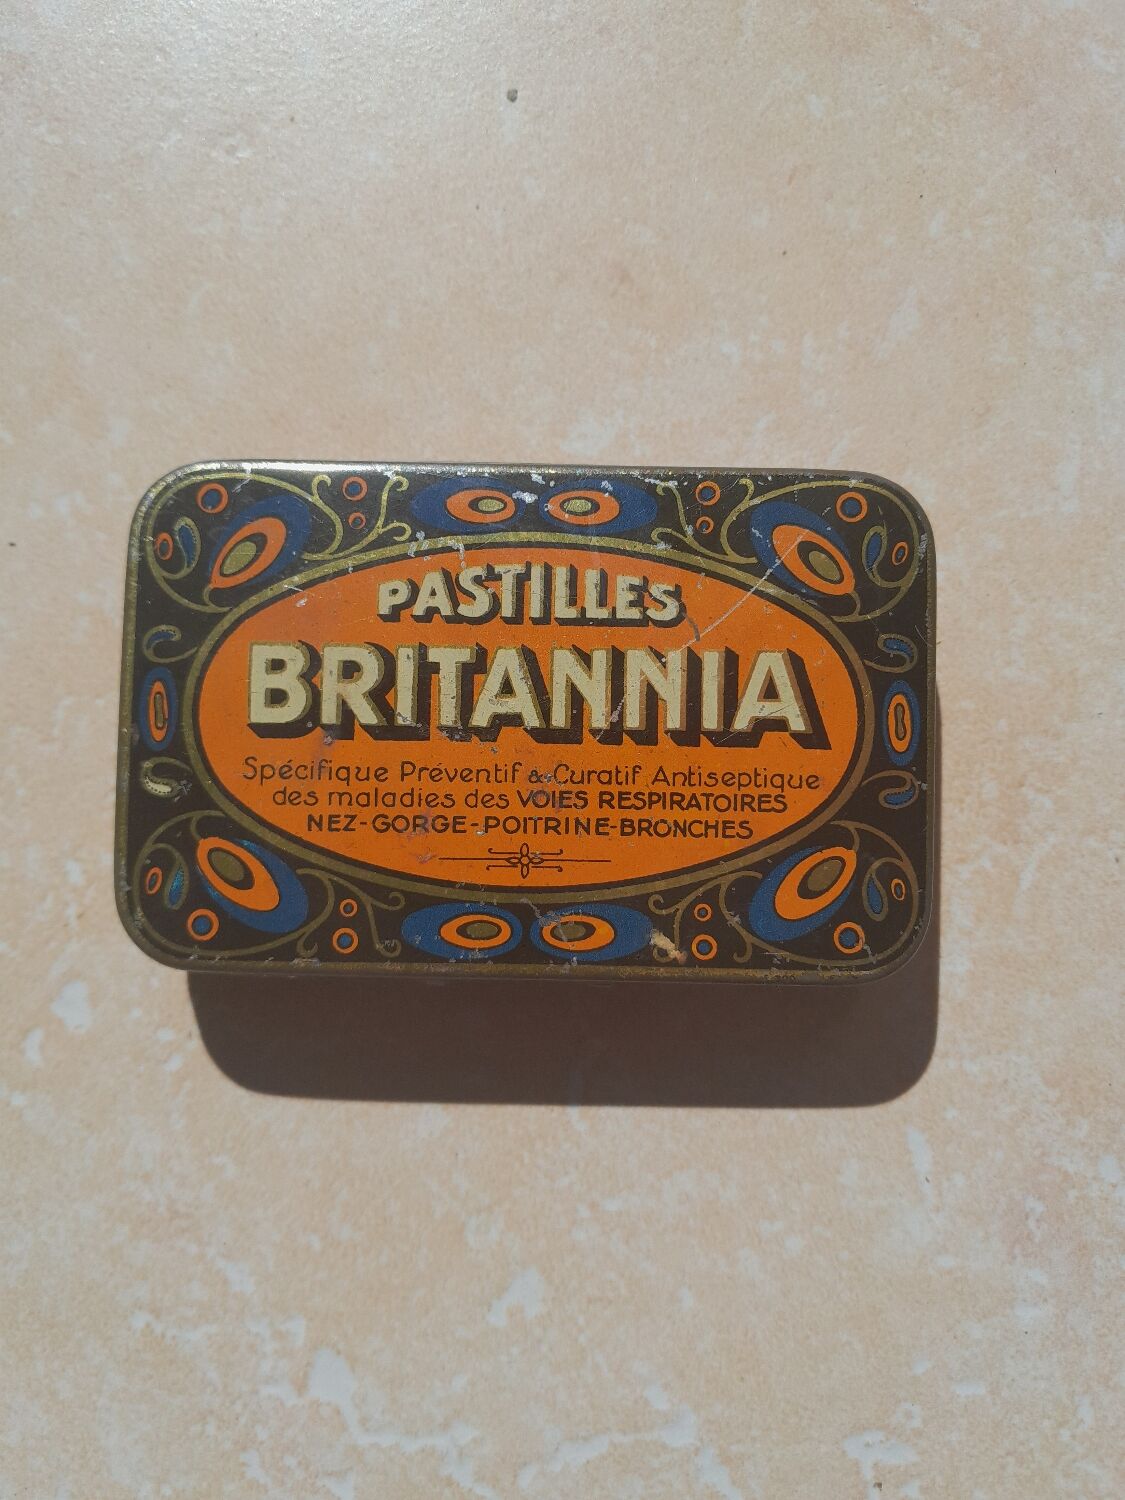 PASTILLES
BRITANNIA
Spécifique Préventif & Curatif Antiseptique
des maladies des VOIES RESPIRATOIRES
NEZ-GORGE-POITRINE-BRONCHES